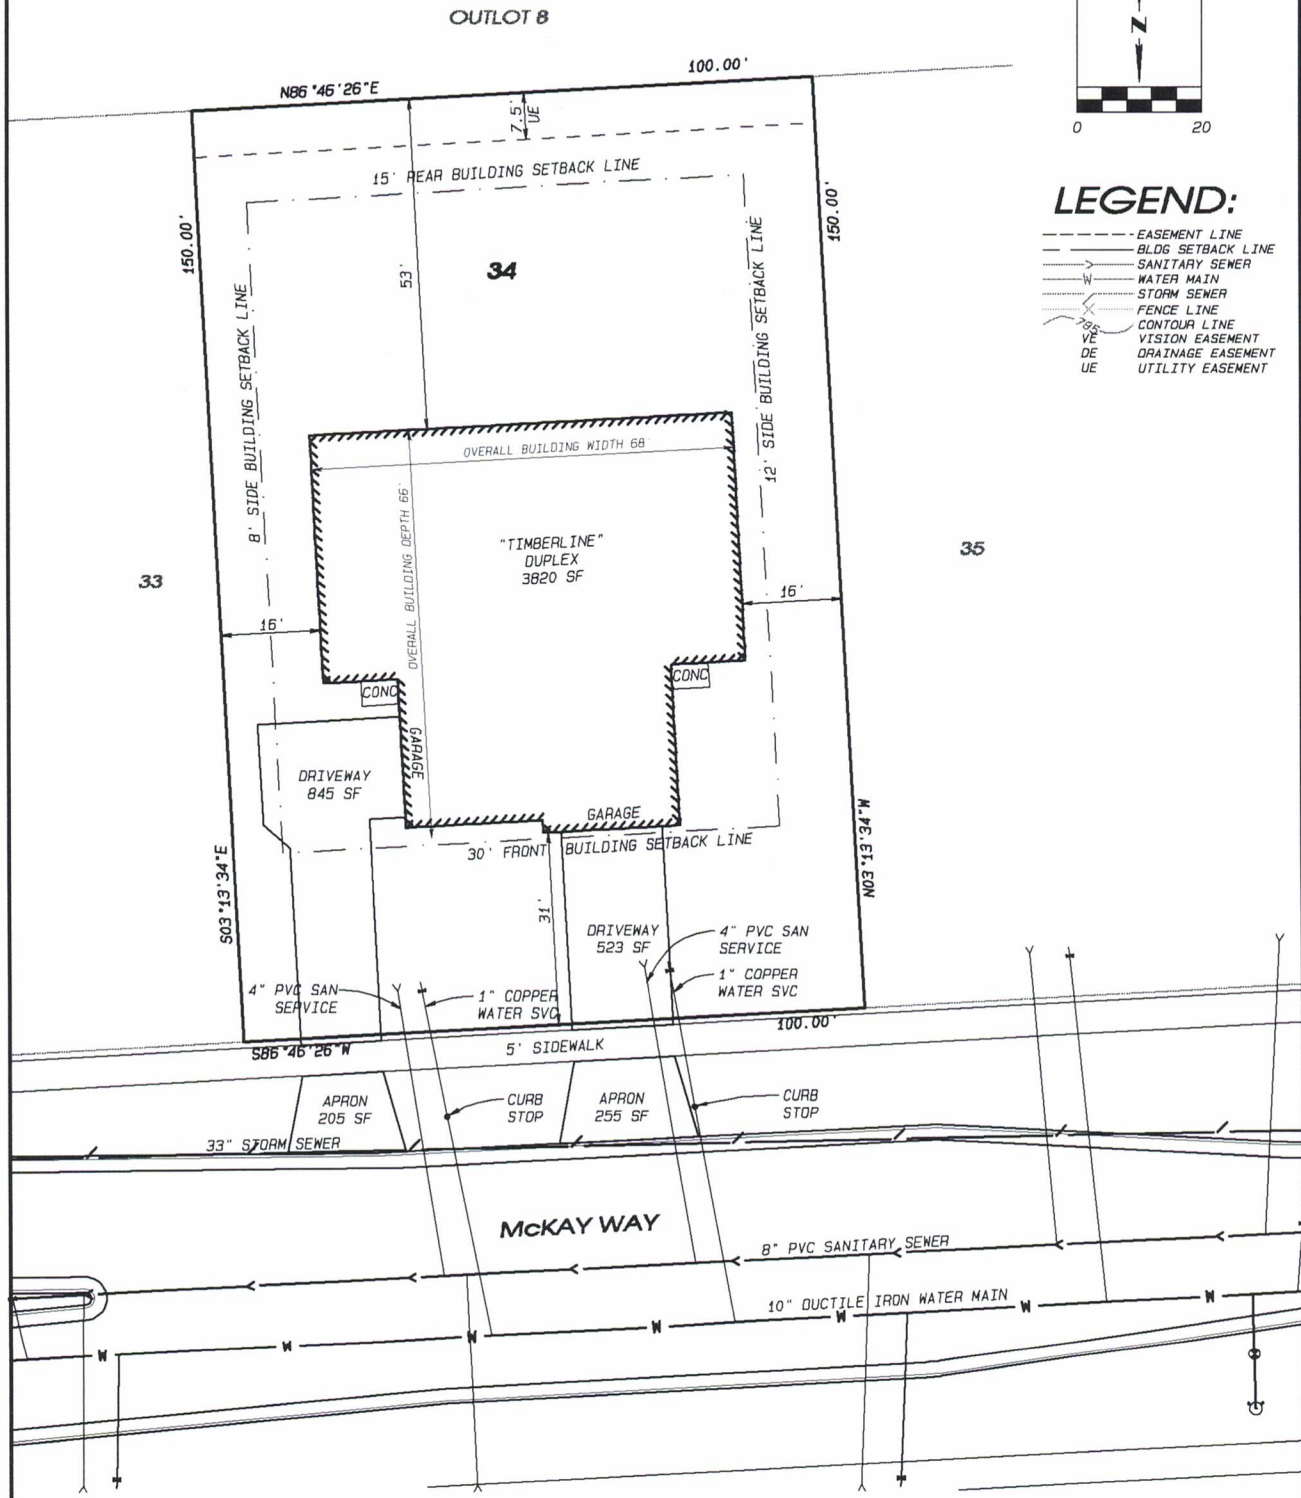 OUTLOT 8
N
0 20
N86°46'26"E
100.00'
7.5' UE
15' REAR BUILDING SETBACK LINE
150.00'
150.00'
LEGEND:
EASEMENT LINE
BLDG SETBACK LINE
SANITARY SEWER
W WATER MAIN
STORM SEWER
FENCE LINE
795 CONTOUR LINE
VE VISION EASEMENT
DE DRAINAGE EASEMENT
UE UTILITY EASEMENT
34
53'
8' SIDE BUILDING SETBACK LINE
12' SIDE BUILDING SETBACK LINE
OVERALL BUILDING WIDTH 68'
OVERALL BUILDING DEPTH 66'
"TIMBERLINE"
DUPLEX
3820 SF
33
35
16'
16'
CONC
CONC
GARAGE
DRIVEWAY
845 SF
GARAGE
30' FRONT BUILDING SETBACK LINE
S03°13'34"E
N03°13'34"W
31'
DRIVEWAY
523 SF
4" PVC SAN
SERVICE
1" COPPER
WATER SVC
4" PVC SAN
SERVICE
1" COPPER
WATER SVC
S86°46'26"W
100.00'
5' SIDEWALK
APRON
205 SF
CURB
STOP
APRON
255 SF
CURB
STOP
33" STORM SEWER
McKAY WAY
8" PVC SANITARY SEWER
10" DUCTILE IRON WATER MAIN
W W W W W W W